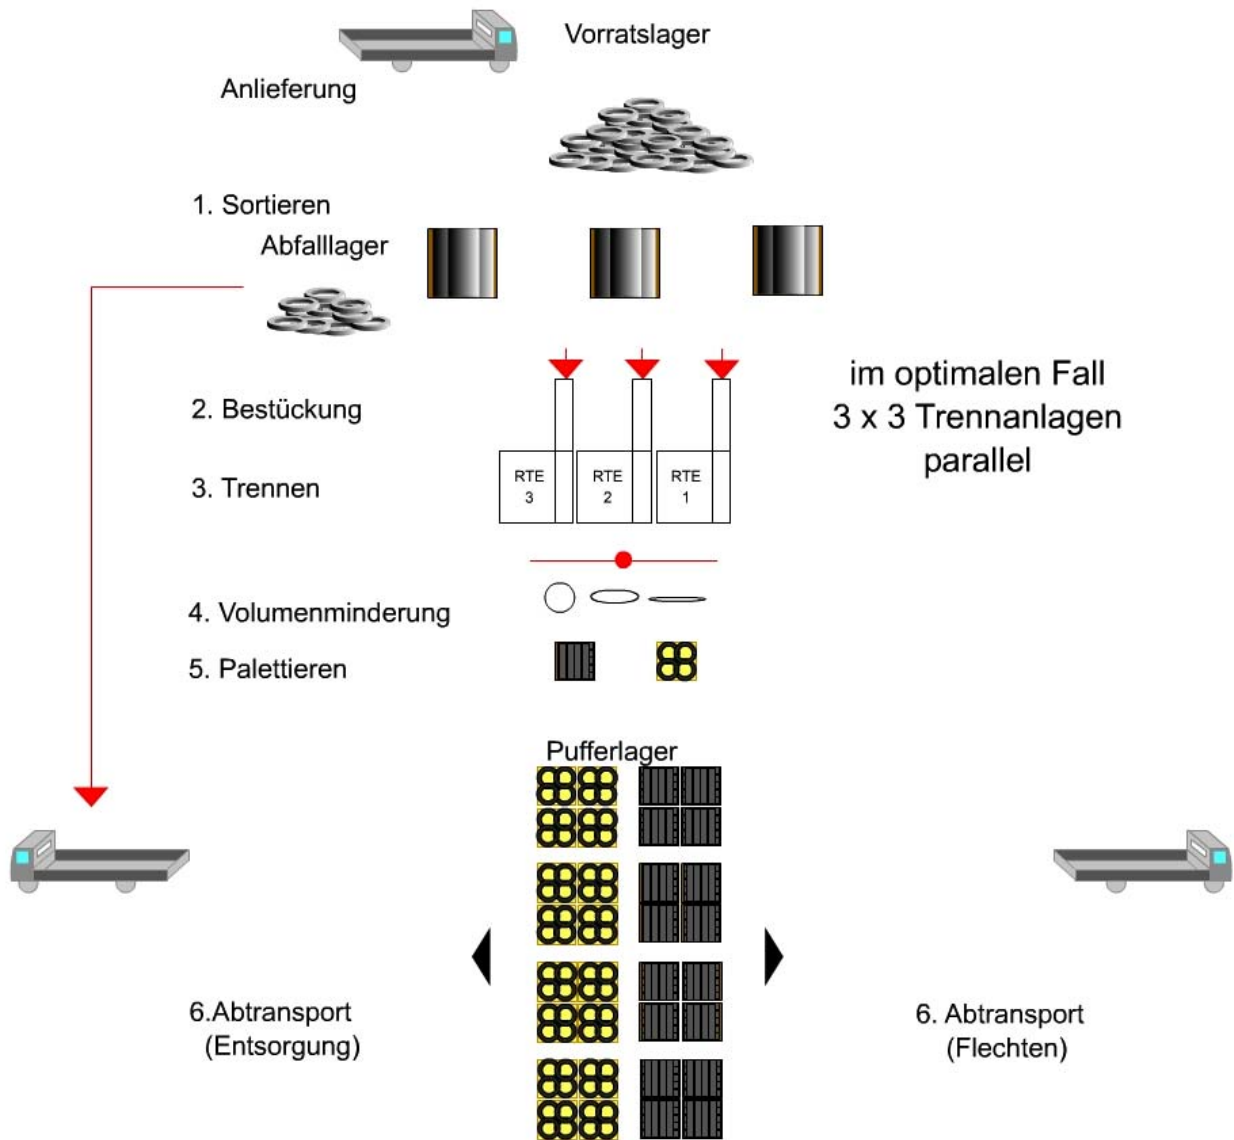 Vorratslager
Anlieferung
1. Sortieren
Abfalllager
im optimalen Fall
3 x 3 Trennanlagen
parallel
2. Bestückung
3. Trennen
RTE
3
RTE
2
RTE
1
4. Volumenminderung
5. Palettieren
Pufferlager
6.Abtransport
(Entsorgung)
6. Abtransport
(Flechten)